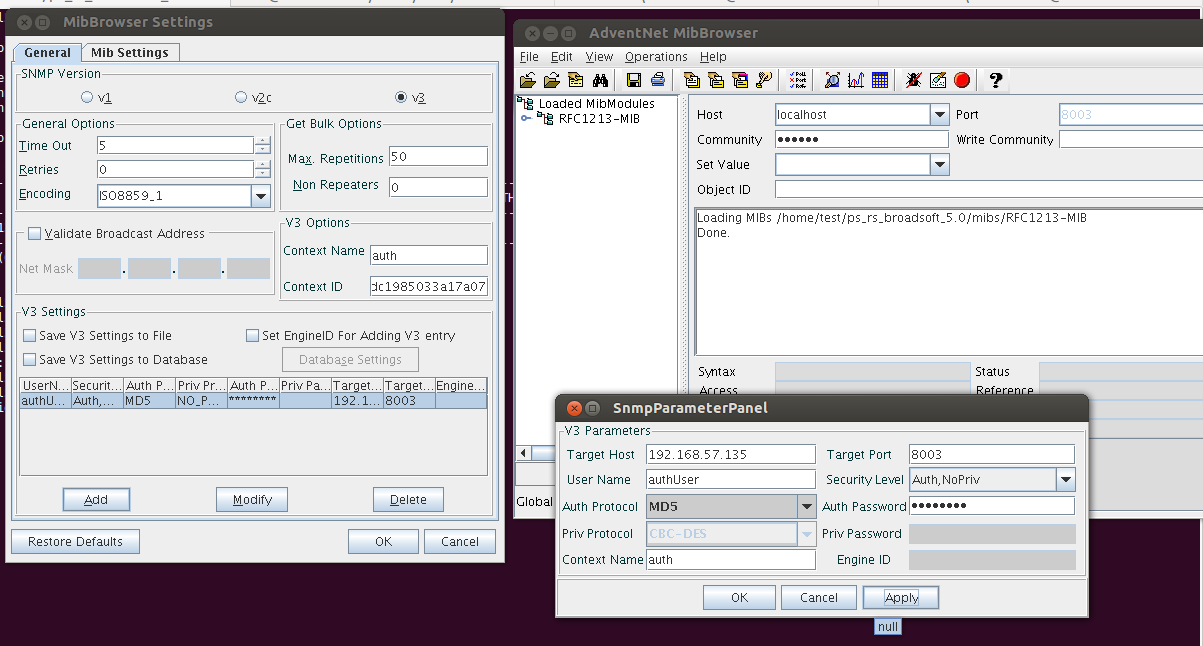 MibBrowser Settings
General
Mib Settings
SNMP Version
v1
v2c
v3
General Options
Time Out 5
Retries 0
Encoding ISO8859_1
Get Bulk Options
Max. Repetitions 50
Non Repeaters 0
Validate Broadcast Address
Net Mask . . .
V3 Options
Context Name auth
Context ID dc1985033a17a07
V3 Settings
Save V3 Settings to File
Set EngineID For Adding V3 entry
Save V3 Settings to Database
Database Settings
UserN... Securit... Auth P... Priv Pr... Auth P... Priv Pa... Target... Target... Engine...
authU... Auth,... MD5 NO_P... ******** 192.1... 8003
Add
Modify
Delete
Restore Defaults
OK
Cancel
AdventNet MibBrowser
File Edit View Operations Help
Loaded MibModules
RFC1213-MIB
Host localhost Port 8003
Community •••••• Write Community
Set Value
Object ID
Loading MIBs /home/test/ps_rs_broadsoft_5.0/mibs/RFC1213-MIB
Done.
Syntax Status
Access Reference
Global
SnmpParameterPanel
V3 Parameters
Target Host 192.168.57.135 Target Port 8003
User Name authUser Security Level Auth,NoPriv
Auth Protocol MD5 Auth Password ••••••••
Priv Protocol CBC-DES Priv Password
Context Name auth Engine ID
OK
Cancel
Apply
null